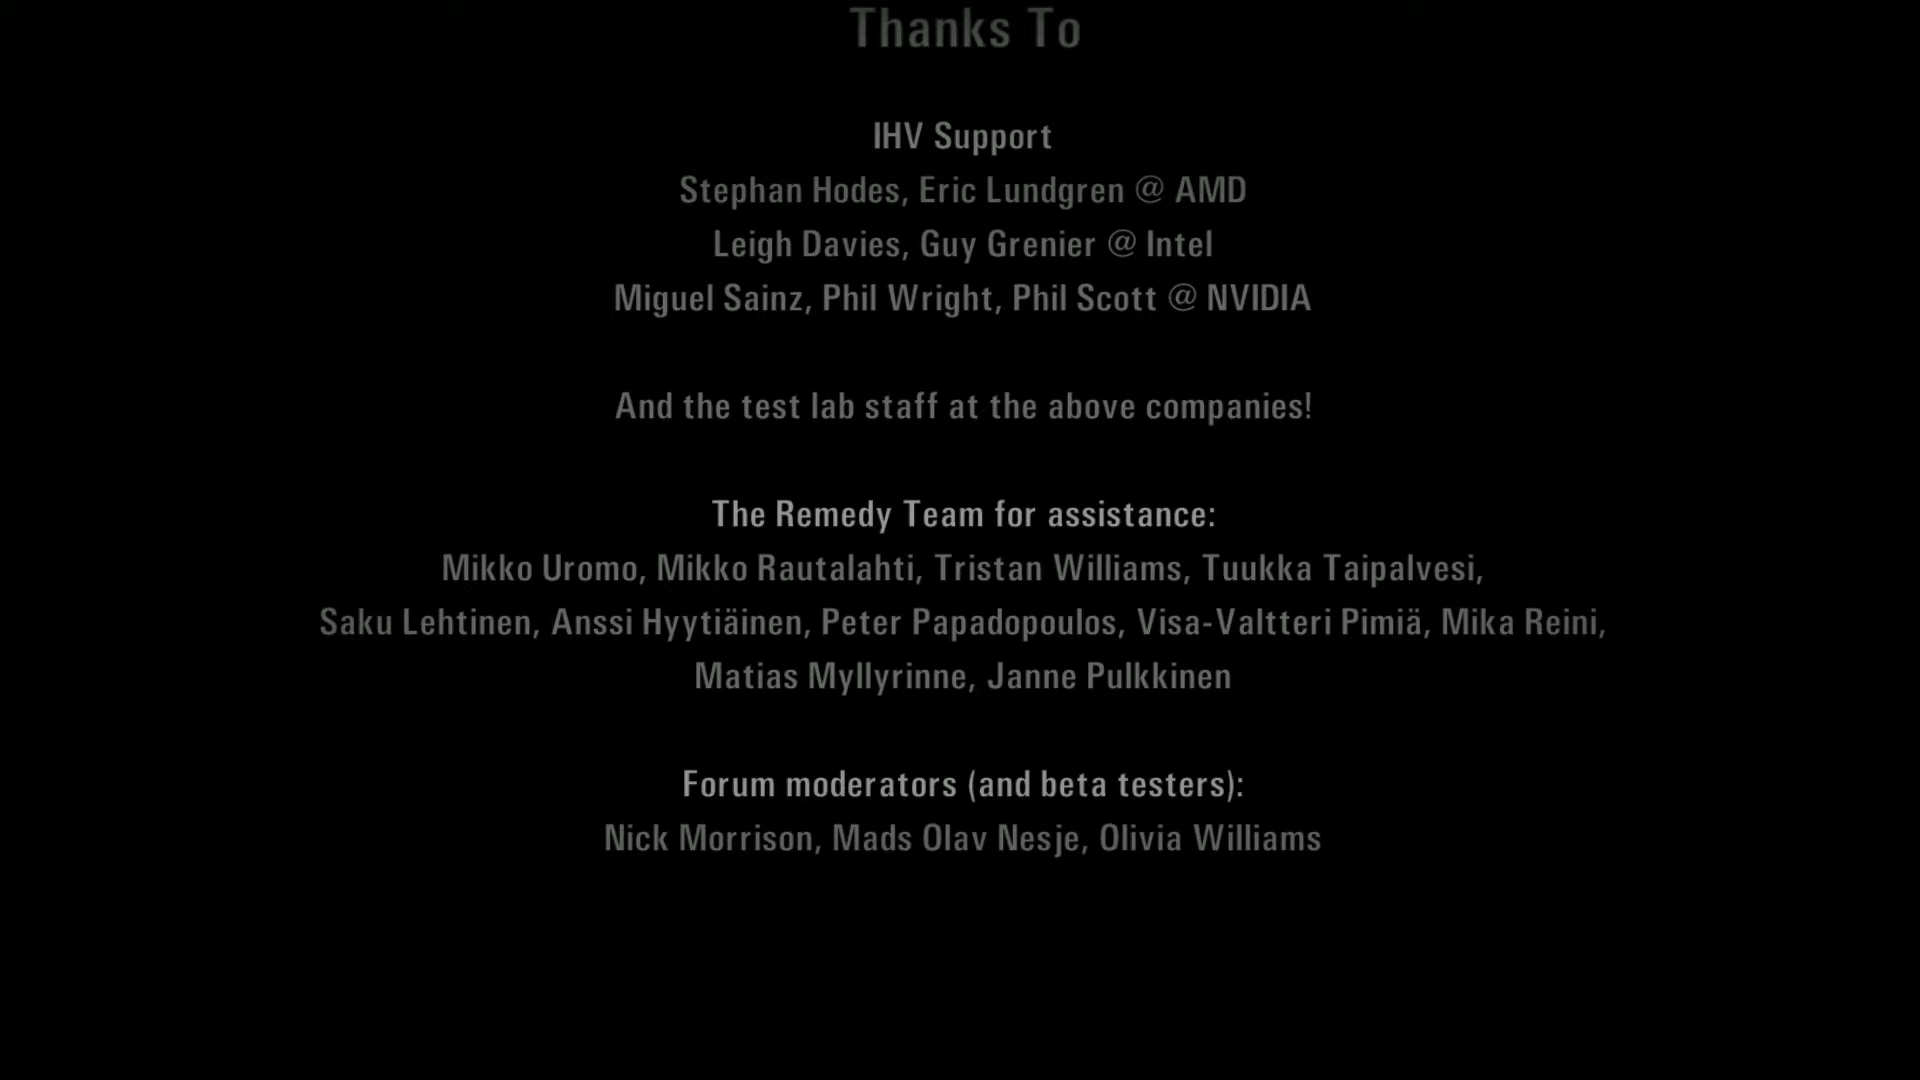 Thanks To
IHV Support
Stephan Hodes, Eric Lundgren @ AMD
Leigh Davies, Guy Grenier @ Intel
Miguel Sainz, Phil Wright, Phil Scott @ NVIDIA
And the test lab staff at the above companies!
The Remedy Team for assistance:
Mikko Uromo, Mikko Rautalahti, Tristan Williams, Tuukka Taipalvesi,
Saku Lehtinen, Anssi Hyytiäinen, Peter Papadopoulos, Visa-Valtteri Pimiä, Mika Reini,
Matias Myllyrinne, Janne Pulkkinen
Forum moderators (and beta testers):
Nick Morrison, Mads Olav Nesje, Olivia Williams